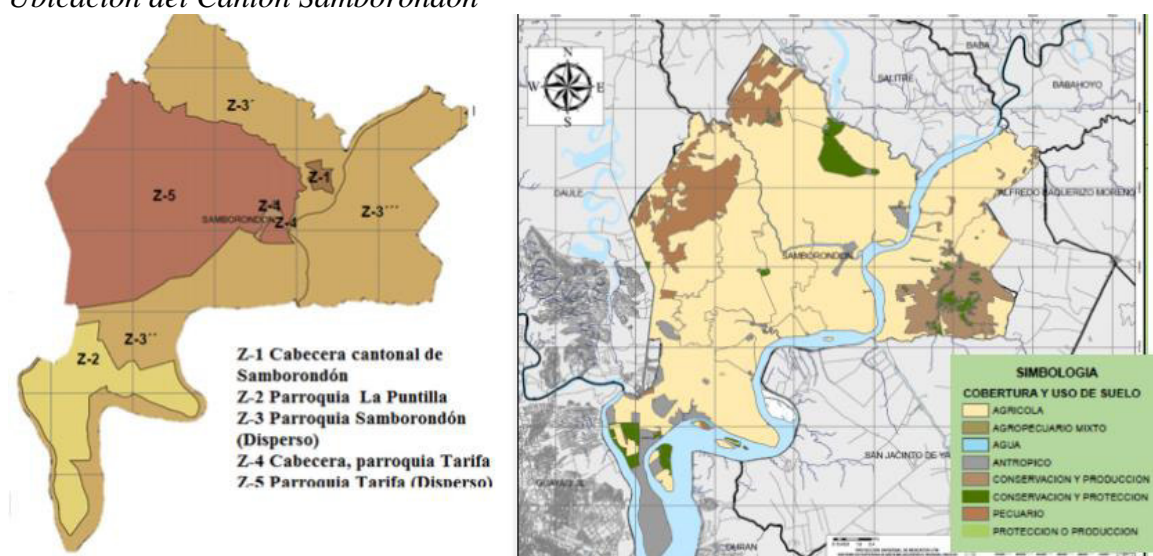 Ubicación del Cantón Samborondón
Z-3´
Z-5
Z-1
Z-4
SAMBORONDON
Z-4
Z-3´´´
Z-3´´
Z-2
Z-1 Cabecera cantonal de
Samborondón
Z-2 Parroquia La Puntilla
Z-3 Parroquia Samborondón
(Disperso)
Z-4 Cabecera, parroquia Tarifa
Z-5 Parroquia Tarifa (Disperso)
N
W E
S
BABA
SALITRE
BABAHOYO
DAULE
ALFREDO BAQUERIZO MORENO
SAMBORONDON
SAN JACINTO DE YA
GUAYAQUIL
DURAN
SIMBOLOGIA
COBERTURA Y USO DE SUELO
AGRICOLA
AGROPECUARIO MIXTO
AGUA
ANTROPICO
CONSERVACION Y PRODUCCION
CONSERVACION Y PROTECCION
PECUARIO
PROTECCION O PRODUCCION